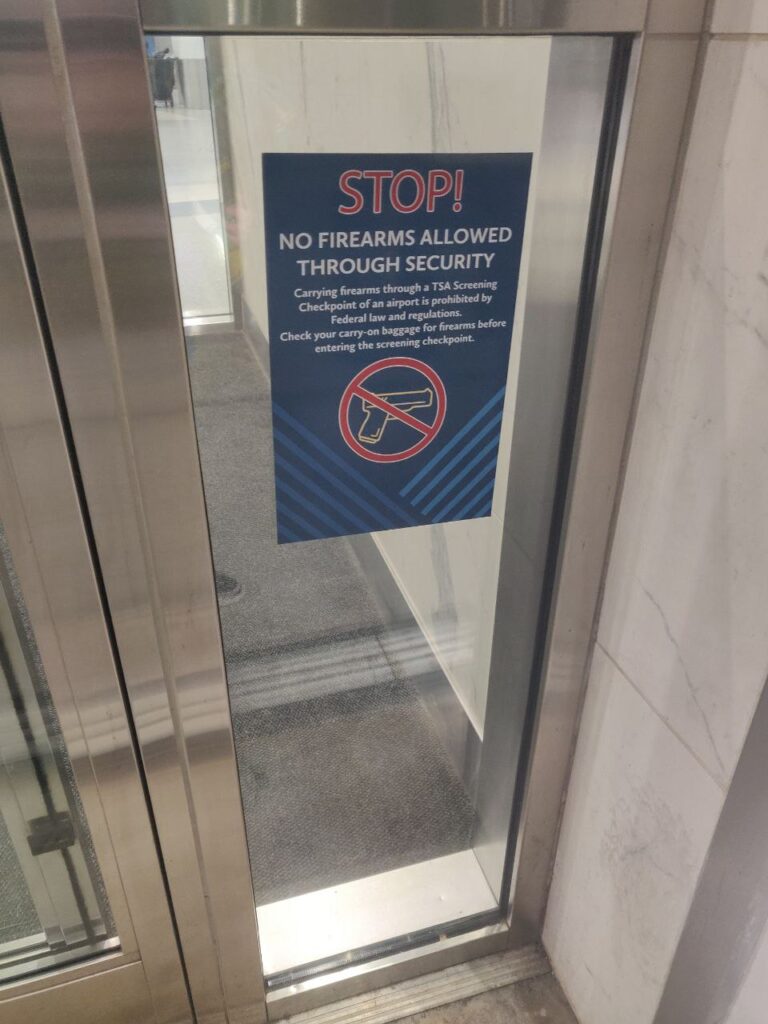 STOP!
NO FIREARMS ALLOWED
THROUGH SECURITY
Carrying firearms through a TSA Screening
Checkpoint of an airport is prohibited by
Federal law and regulations.
Check your carry-on baggage for firearms before
entering the screening checkpoint.